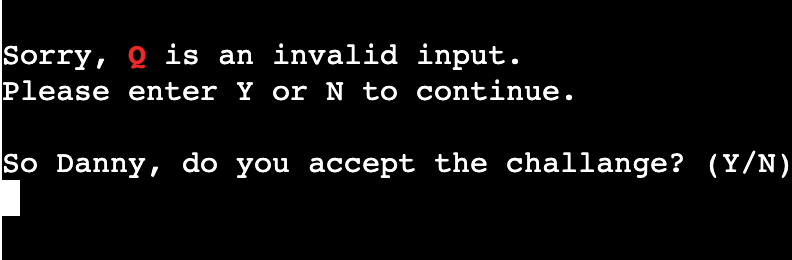 Sorry, Q is an invalid input.
Please enter Y or N to continue.
So Danny, do you accept the challange? (Y/N)